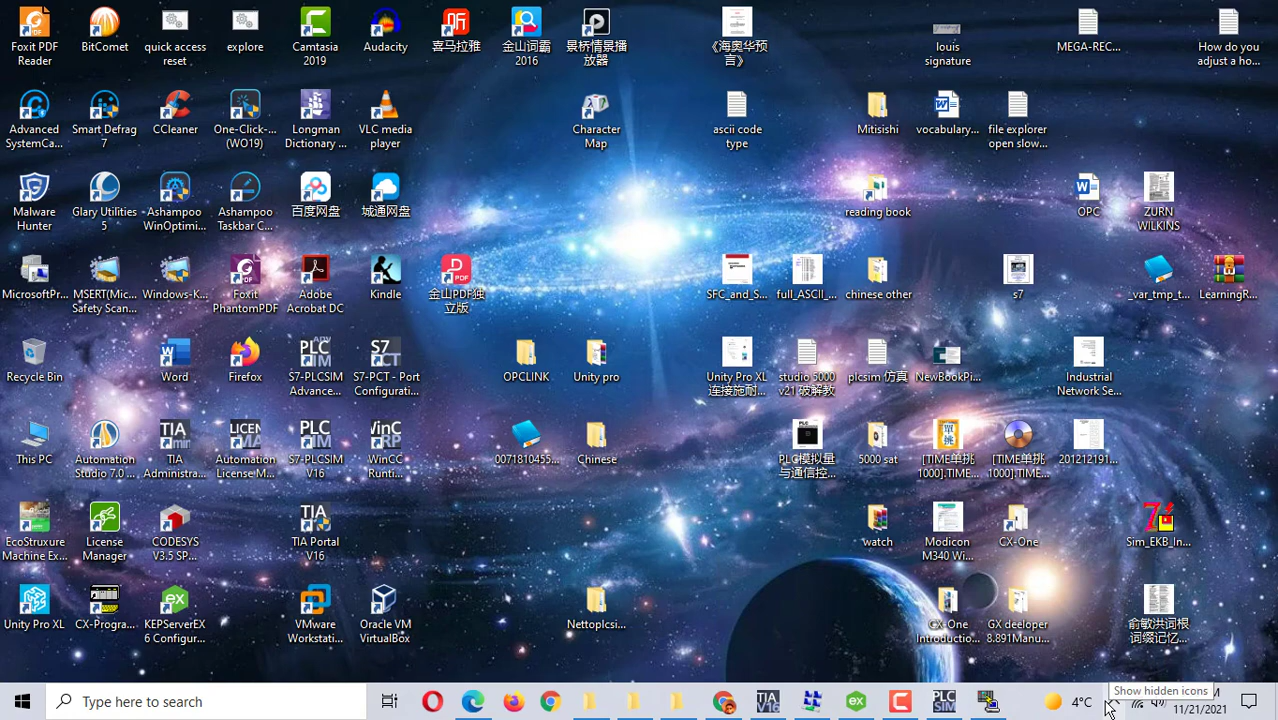 Foxit PDF
BitComet
quick access
reset
explore
Camtasia
2019
Audacity
喜马拉雅
金山词霸
2016
景桥情景播
放器
《海奥华预
言》
louis
signature
MEGA-REC...
How do you
adjust a ho...
Advanced
SystemCa...
Smart Defrag
7
CCleaner
One-Click-...
(WO19)
Longman
Dictionary ...
VLC media
player
Character
Map
ascii code
type
Mitisishi
vocabulary...
file explorer
open slow...
Malware
Hunter
Glary Utilities
5
Ashampoo
WinOptimi...
Ashampoo
Taskbar C...
百度网盘
城通网盘
reading book
OPC
ZURN
WILKINS
MicrosoftPr...
MSERT(Mic...
Safety Scan...
Windows-K...
Foxit
PhantomPDF
Adobe
Acrobat DC
Kindle
金山PDF独
立版
SFC_and_S...
full_ASCII_...
chinese other
s7
_var_tmp_t...
LearningR...
Recycle Bin
Word
Firefox
S7-PLCSIM
Advance...
S7-PCT - Port
Configurati...
OPCLINK
Unity pro
Unity Pro XL
连接施耐...
studio 5000
v21 破解教
plcsim 仿真
NewBookPi...
Industrial
Network Se...
This PC
Automation
Studio 7.0 ...
TIA
Administra...
Automation
License M...
S7-PLCSIM
V16
WinCC
Runti...
0071810455...
Chinese
PLC模拟量
与通信控...
5000 sat
[TIME单挑
1000].TIME...
[TIME单挑
1000].TIME...
201212191...
EcoStruxure
Machine Ex...
License
Manager
CODESYS
V3.5 SP...
TIA Portal
V16
watch
Modicon
M340 Wi...
CX-One
Sim_EKB_In...
Unity Pro XL
CX-Progra...
KEPServerEX
6 Configur...
VMware
Workstati...
Oracle VM
VirtualBox
Nettoplcsi...
CX-One
Introductio...
GX deeloper
8.891Manu...
俞敏洪词根
词缀记忆...
Show hidden icons
Type here to search
4°C
11/21/2021